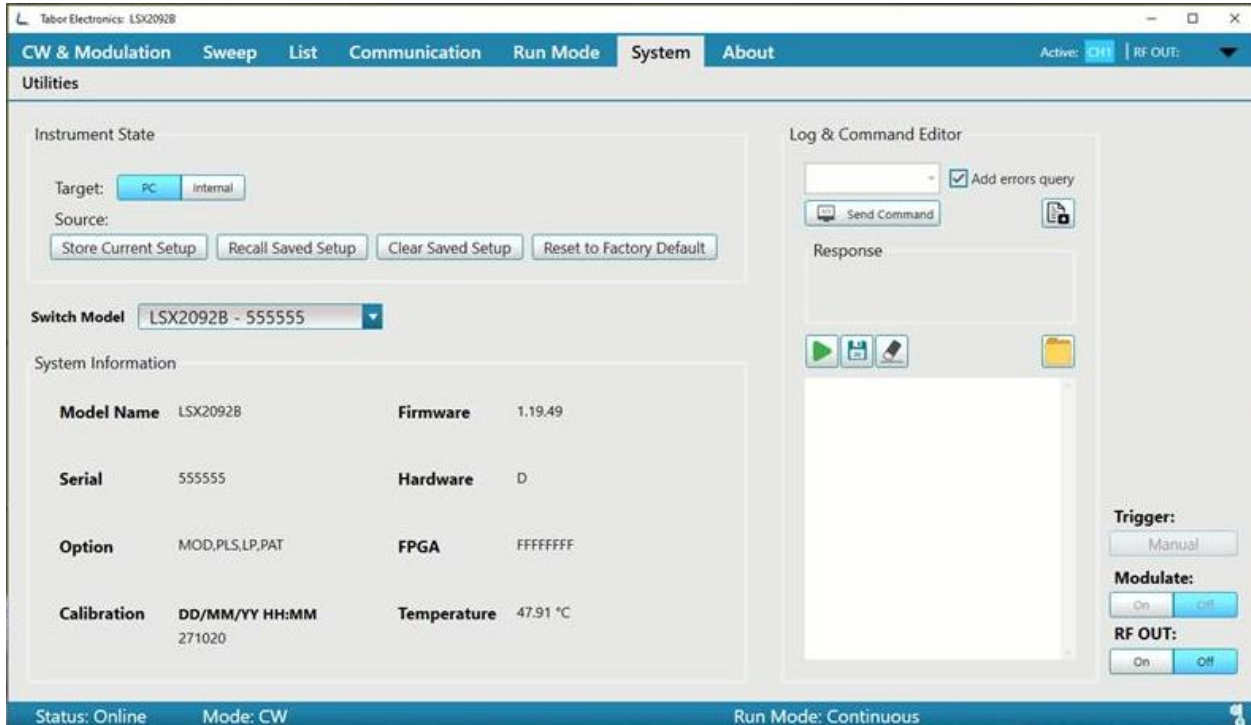 Tabor Electronics: LSX2092B
CW & Modulation Sweep List Communication Run Mode System About Active: CH1 | RF OUT:
Utilities
Instrument State
Target: PC Internal
Source:
Store Current Setup Recall Saved Setup Clear Saved Setup Reset to Factory Default
Switch Model LSX2092B - 555555
System Information
Model Name LSX2092B Firmware 1.19.49
Serial 555555 Hardware D
Option MOD,PLS,LP,PAT FPGA FFFFFFFF
Calibration DD/MM/YY HH:MM Temperature 47.91 °C
271020
Log & Command Editor
Add errors query
Send Command
Response
Trigger:
Manual
Modulate:
On Off
RF OUT:
On Off
Status: Online Mode: CW Run Mode: Continuous